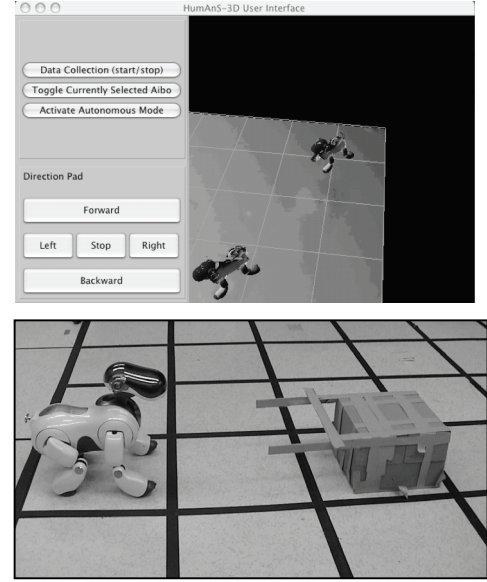 HumAnS-3D User Interface
Data Collection (start/stop)
Toggle Currently Selected Aibo
Activate Autonomous Mode
Direction Pad
Forward
Left Stop Right
Backward